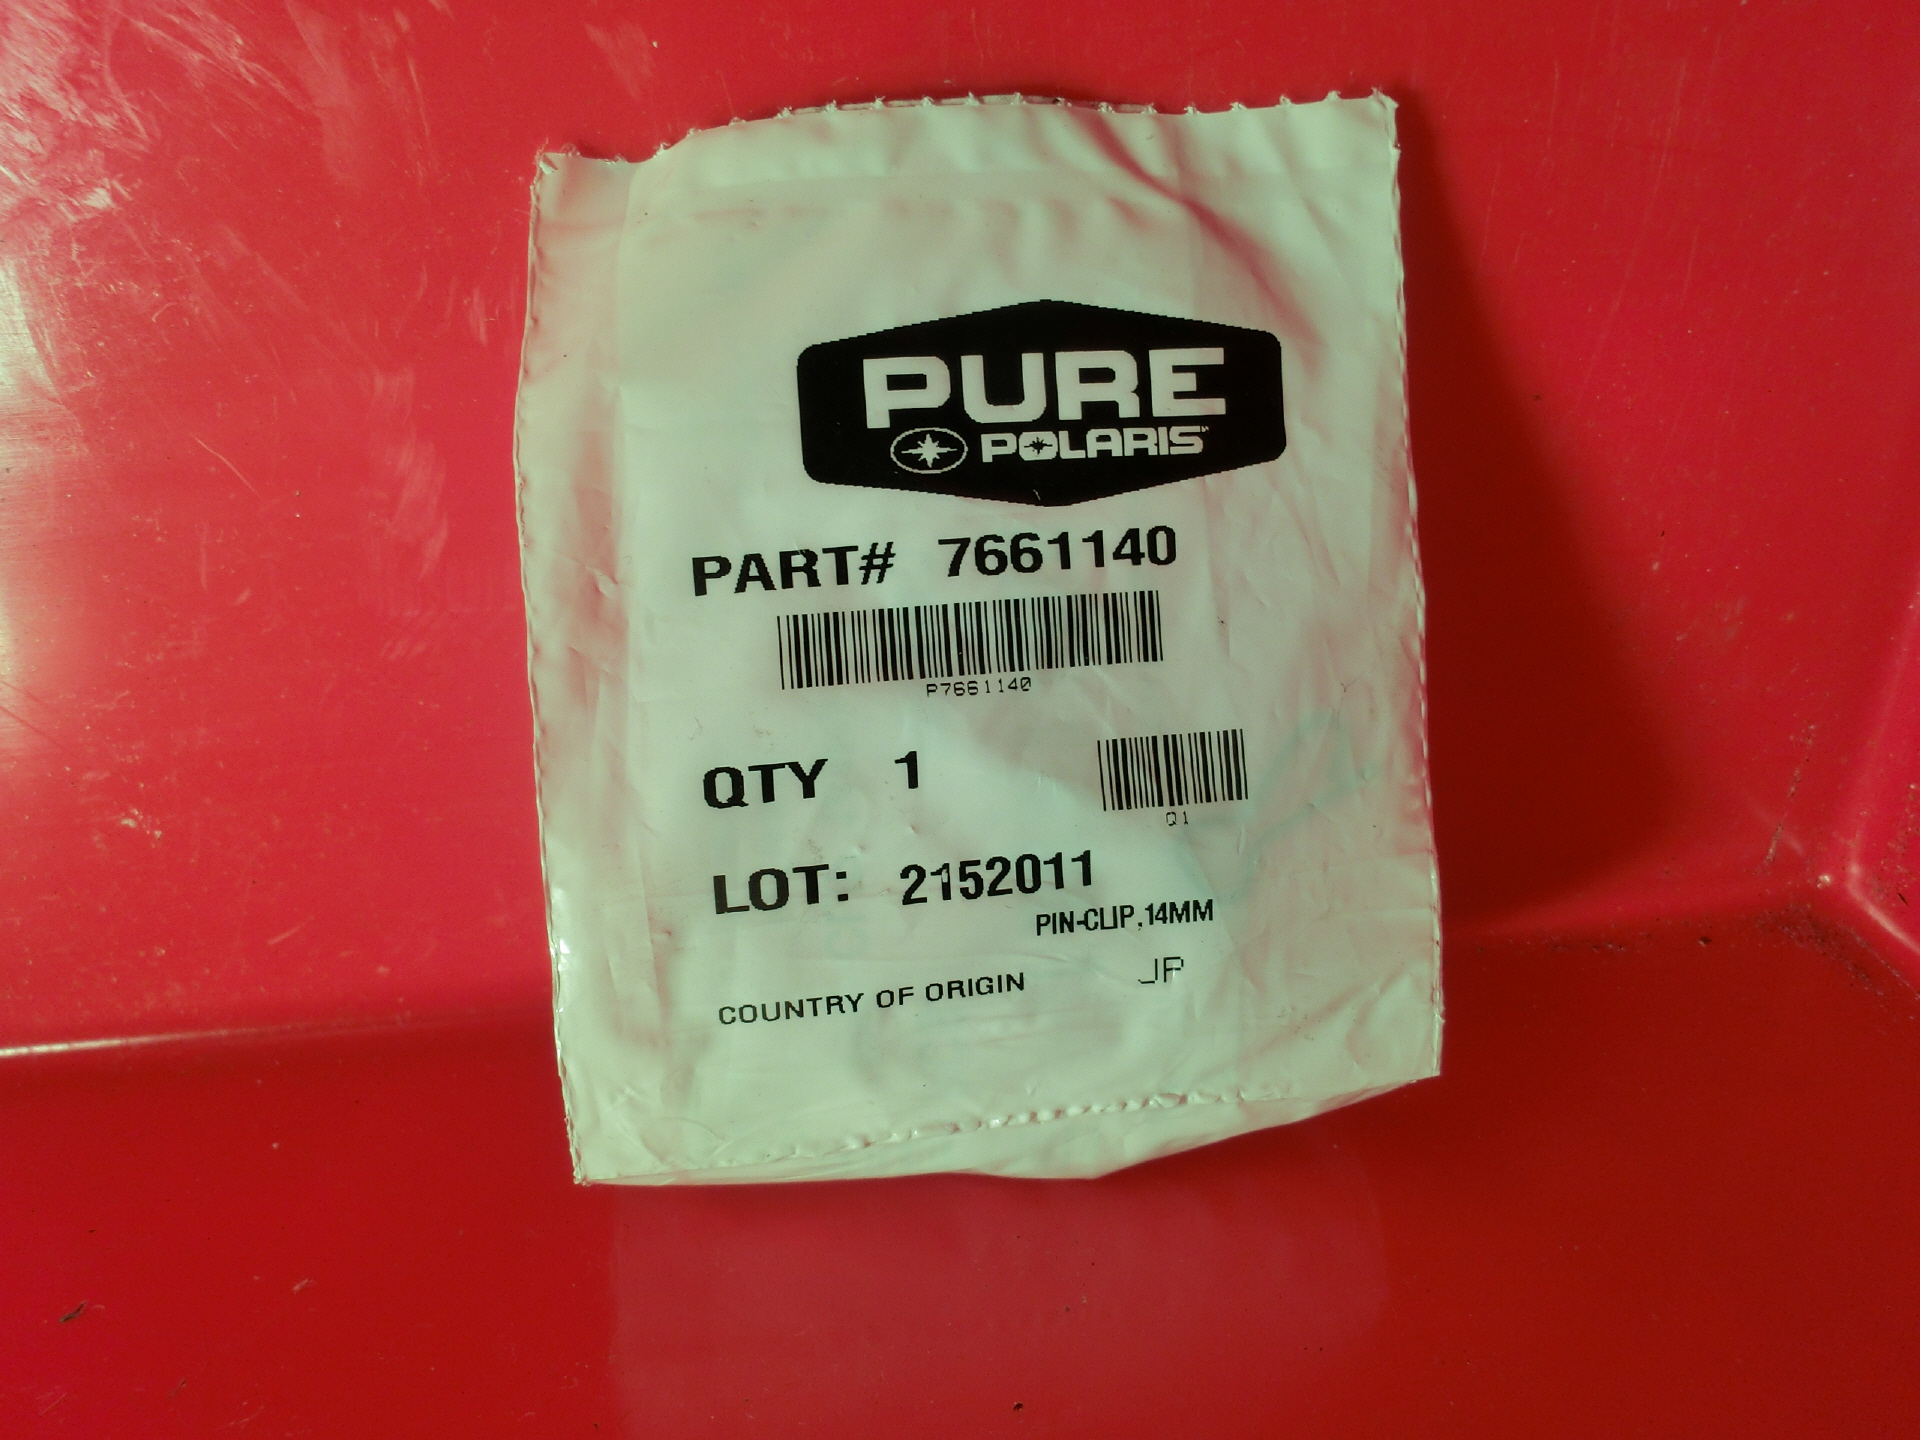 PURE
POLARIS
PART# 7661140
P7661140
QTY 1
Q1
LOT: 2152011
PIN-CLIP,14MM
COUNTRY OF ORIGIN JP